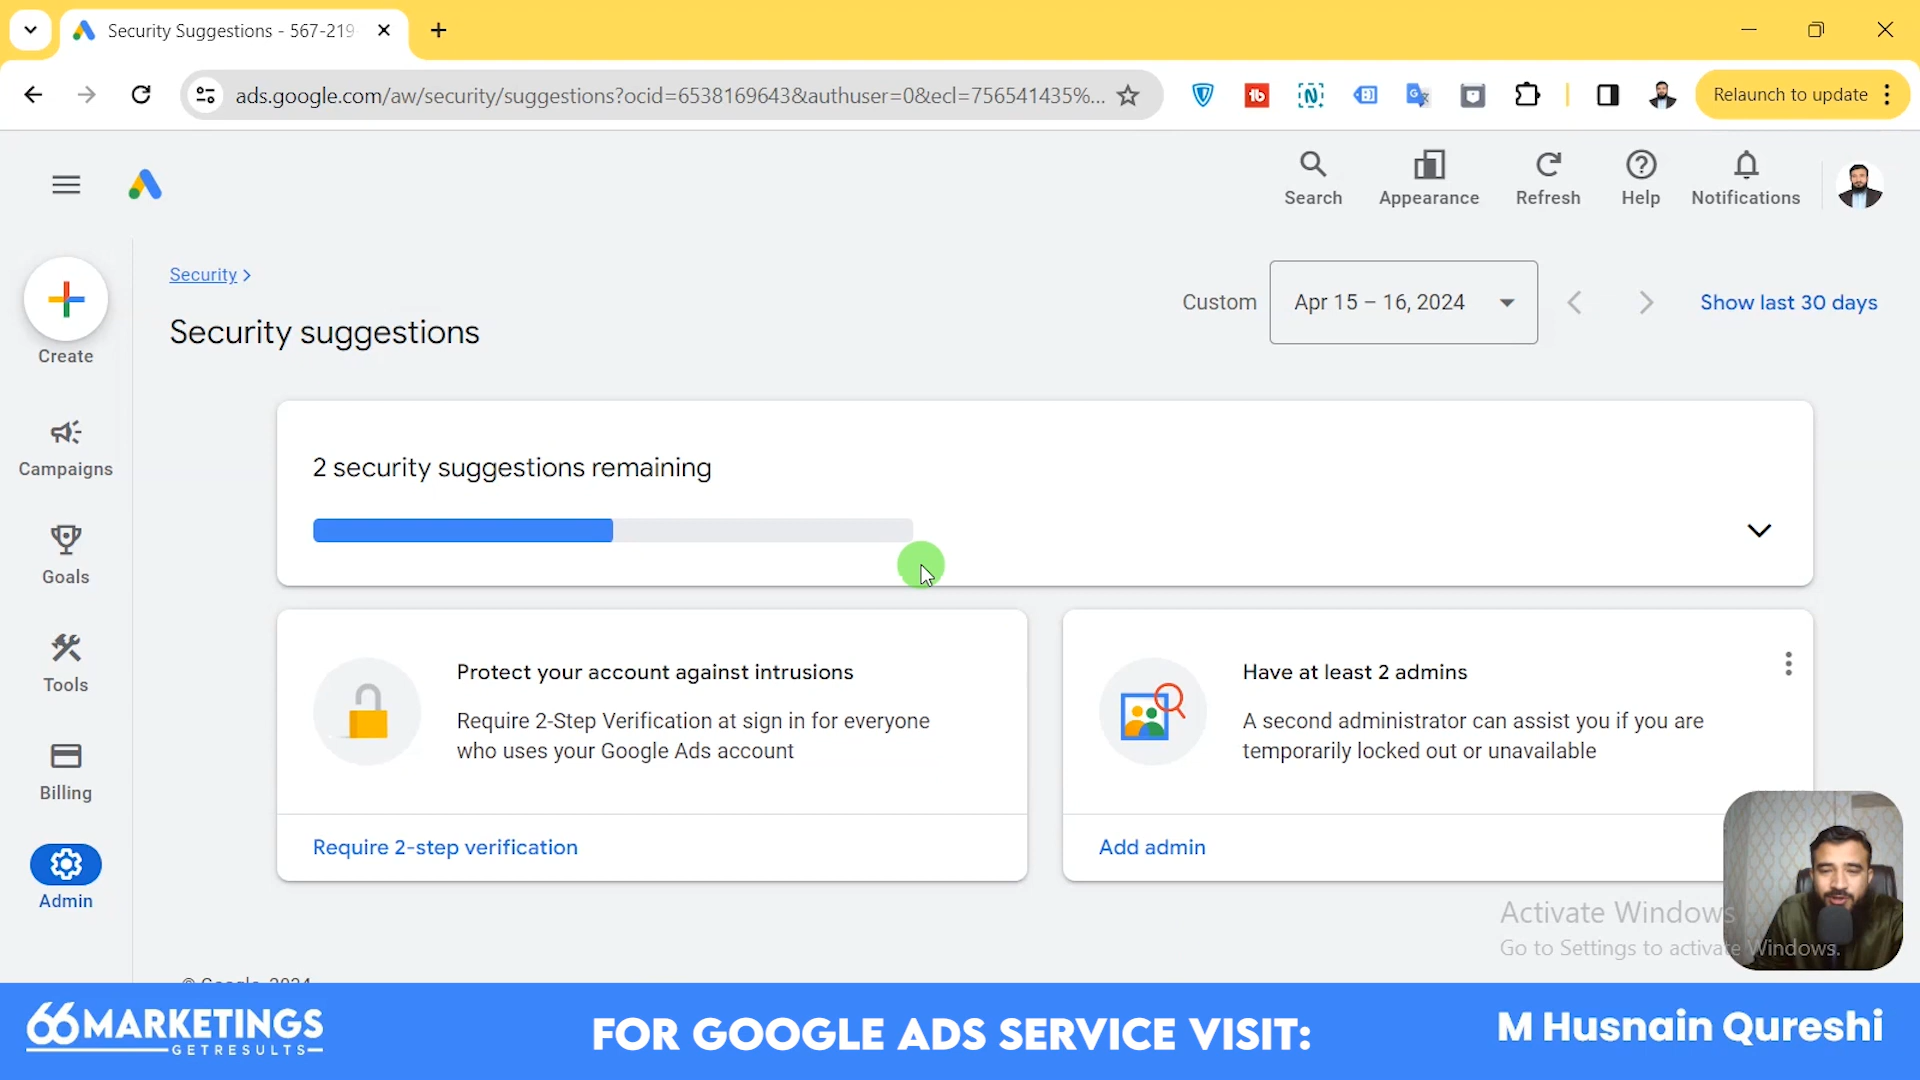 Security Suggestions - 567-219
ads.google.com/aw/security/suggestions?ocid=6538169643&authuser=0&ecl=756541435%...
Relaunch to update
Search
Appearance
Refresh
Help
Notifications
Create
Campaigns
Goals
Tools
Billing
Admin
Security >
Security suggestions
Custom
Apr 15 – 16, 2024
Show last 30 days
2 security suggestions remaining
Protect your account against intrusions
Require 2-Step Verification at sign in for everyone
who uses your Google Ads account
Require 2-step verification
Have at least 2 admins
A second administrator can assist you if you are
temporarily locked out or unavailable
Add admin
Activate Windows
Go to Settings to activate Windows.
© Google, 2024
66 MARKETINGS
GETRESULTS
FOR GOOGLE ADS SERVICE VISIT:
M Husnain Qureshi